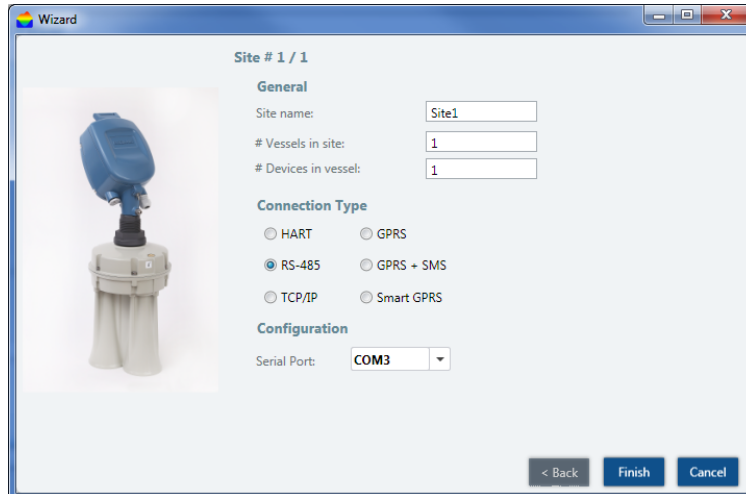 Wizard
Site # 1 / 1
General
Site name: Site1
# Vessels in site: 1
# Devices in vessel: 1
Connection Type
HART GPRS
RS-485 GPRS + SMS
TCP/IP Smart GPRS
Configuration
Serial Port: COM3
< Back Finish Cancel